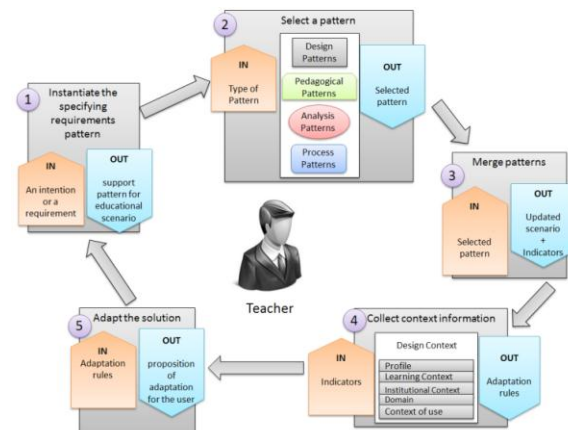 1
Instantiate the
specifying
requirements
pattern
IN
An intention
or a
requirement
OUT
support
pattern for
educational
scenario
2
Select a pattern
IN
Type of
Pattern
Design
Patterns
Pedagogical
Patterns
Analysis
Patterns
Process
Patterns
OUT
Selected
pattern
Merge patterns
3
IN
Selected
pattern
OUT
Updated
scenario
+
Indicators
Teacher
4
Collect context information
IN
Indicators
Design Context
Profile
Learning Context
Institutional Context
Domain
Context of use
OUT
Adaptation
rules
5
Adapt the solution
IN
Adaptation
rules
OUT
proposition
of
adaptation
for the user